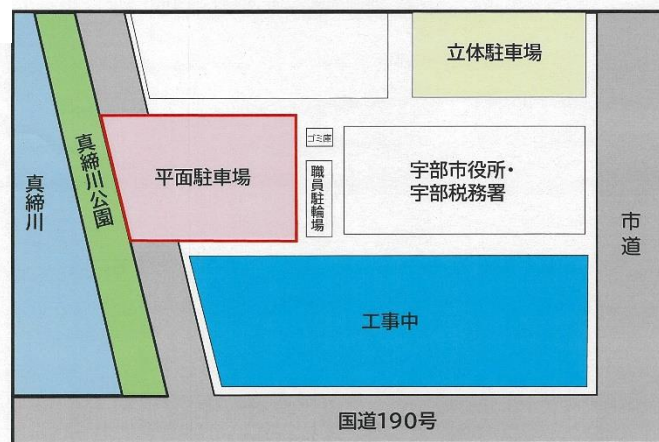 立体駐車場
ゴミ庫
平面駐車場
職員駐輪場
宇部市役所・
宇部税務署
真締川公園
真締川
市道
工事中
国道190号